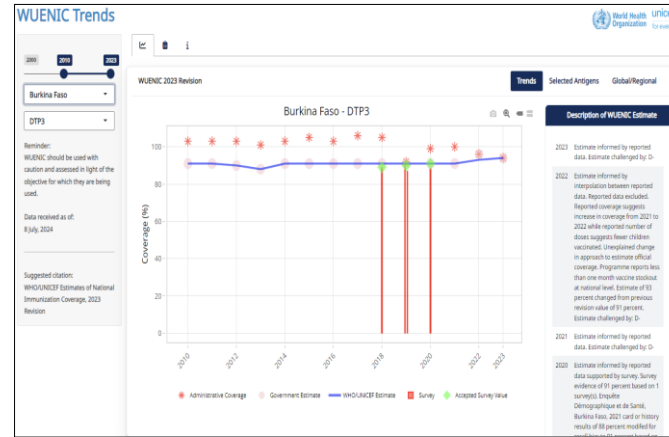 WUENIC Trends
World Health
Organization
unice
for every
2000
2010
2023
Burkina Faso
DTP3
Reminder:
WUENIC should be used with
caution and assessed in light of the
objective for which they are being
used.
Data received as of:
8 July, 2024
Suggested citation:
WHO/UNICEF Estimates of National
Immunization Coverage, 2023
Revision
WUENIC 2023 Revision
Trends
Selected Antigens
Global/Regional
Burkina Faso - DTP3
Coverage (%)
100
80
60
40
20
0
2010
2012
2014
2016
2018
2020
2022
2023
Administrative Coverage
Government Estimate
WHO/UNICEF Estimate
Survey
Accepted Survey Value
Description of WUENIC Estimate
2023 Estimate informed by reported
data. Estimate challenged by: D-
2022 Estimate informed by
interpolation between reported
data. Reported data excluded.
Reported coverage suggests
increase in coverage from 2021 to
2022 while reported number of
doses suggests fewer children
vaccinated. Unexplained change
in approach to estimate official
coverage. Programme reports less
than one month vaccine stockout
at national level. Estimate of 93
percent changed from previous
revision value of 91 percent.
Estimate challenged by: D-
2021 Estimate informed by reported
data. Estimate challenged by: D-
2020 Estimate informed by reported
data supported by survey. Survey
evidence of 91 percent based on 1
survey(s). Enquête
Démographique et de Santé,
Burkina Faso, 2021 card or history
results of 88 percent modifed for